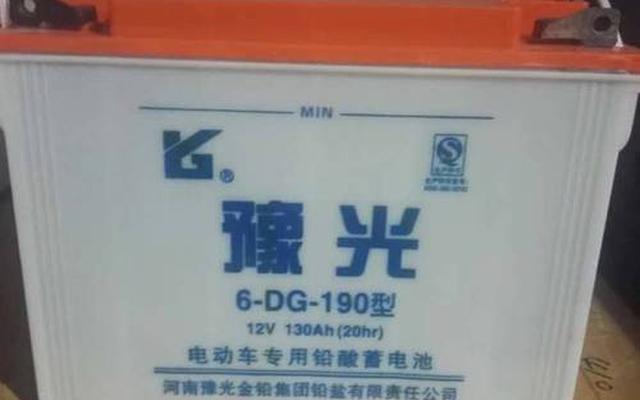 MIN
YG®
豫光
6-DG-190型
12V 130Ah(20hr)
电动车专用铅酸蓄电池
河南豫光金铅集团铅盐有限责任公司